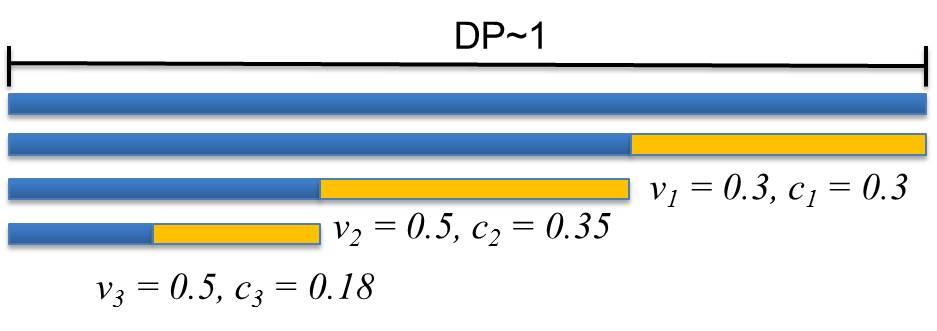 DP~1
v₁ = 0.3, c₁ = 0.3
v₂ = 0.5, c₂ = 0.35
v₃ = 0.5, c₃ = 0.18